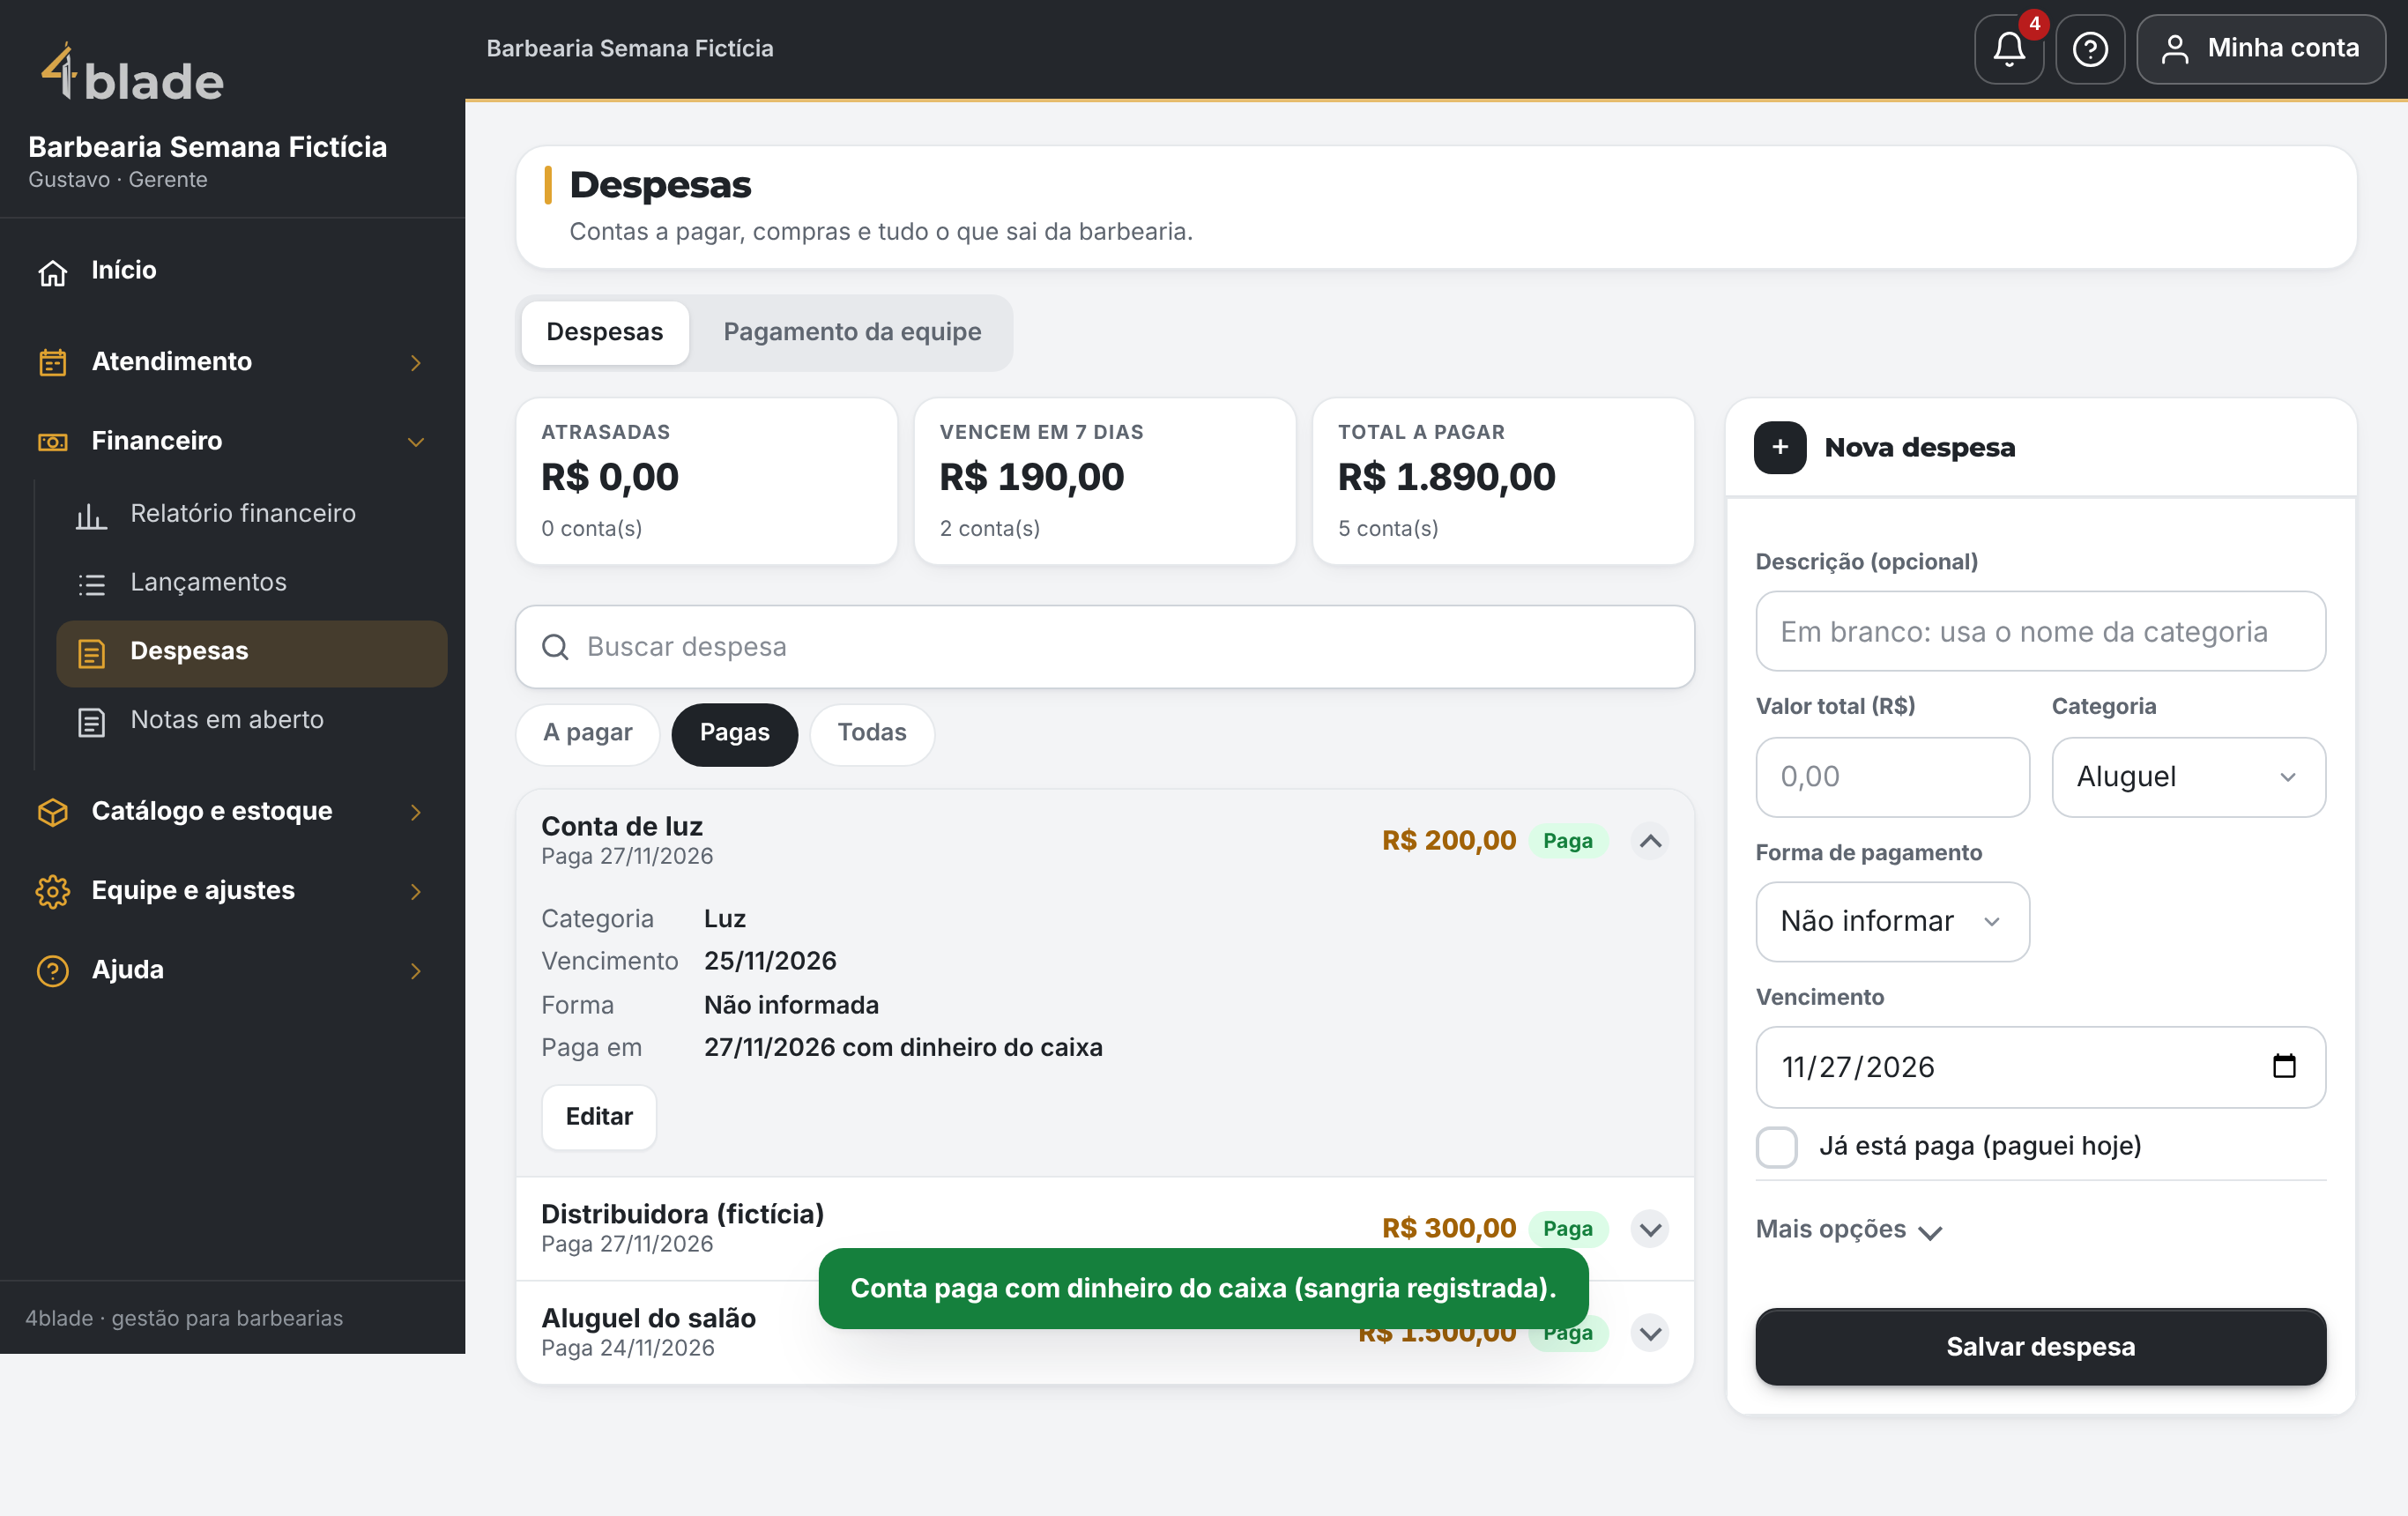 4blade
Barbearia Semana Fictícia
Gustavo · Gerente
Início
Atendimento
Financeiro
Relatório financeiro
Lançamentos
Despesas
Notas em aberto
Catálogo e estoque
Equipe e ajustes
Ajuda
4blade · gestão para barbearias
Barbearia Semana Fictícia
4
Minha conta
Despesas
Contas a pagar, compras e tudo o que sai da barbearia.
Despesas
Pagamento da equipe
ATRASADAS
R$ 0,00
0 conta(s)
VENCEM EM 7 DIAS
R$ 190,00
2 conta(s)
TOTAL A PAGAR
R$ 1.890,00
5 conta(s)
Buscar despesa
A pagar
Pagas
Todas
Conta de luz
Paga 27/11/2026
R$ 200,00
Paga
Categoria Luz
Vencimento 25/11/2026
Forma Não informada
Paga em 27/11/2026 com dinheiro do caixa
Editar
Distribuidora (fictícia)
Paga 27/11/2026
R$ 300,00
Paga
Conta paga com dinheiro do caixa (sangria registrada).
Aluguel do salão
Paga 24/11/2026
R$ 1.500,00
Paga
+ Nova despesa
Descrição (opcional)
Em branco: usa o nome da categoria
Valor total (R$)
0,00
Categoria
Aluguel
Forma de pagamento
Não informar
Vencimento
11/27/2026
Já está paga (paguei hoje)
Mais opções
Salvar despesa